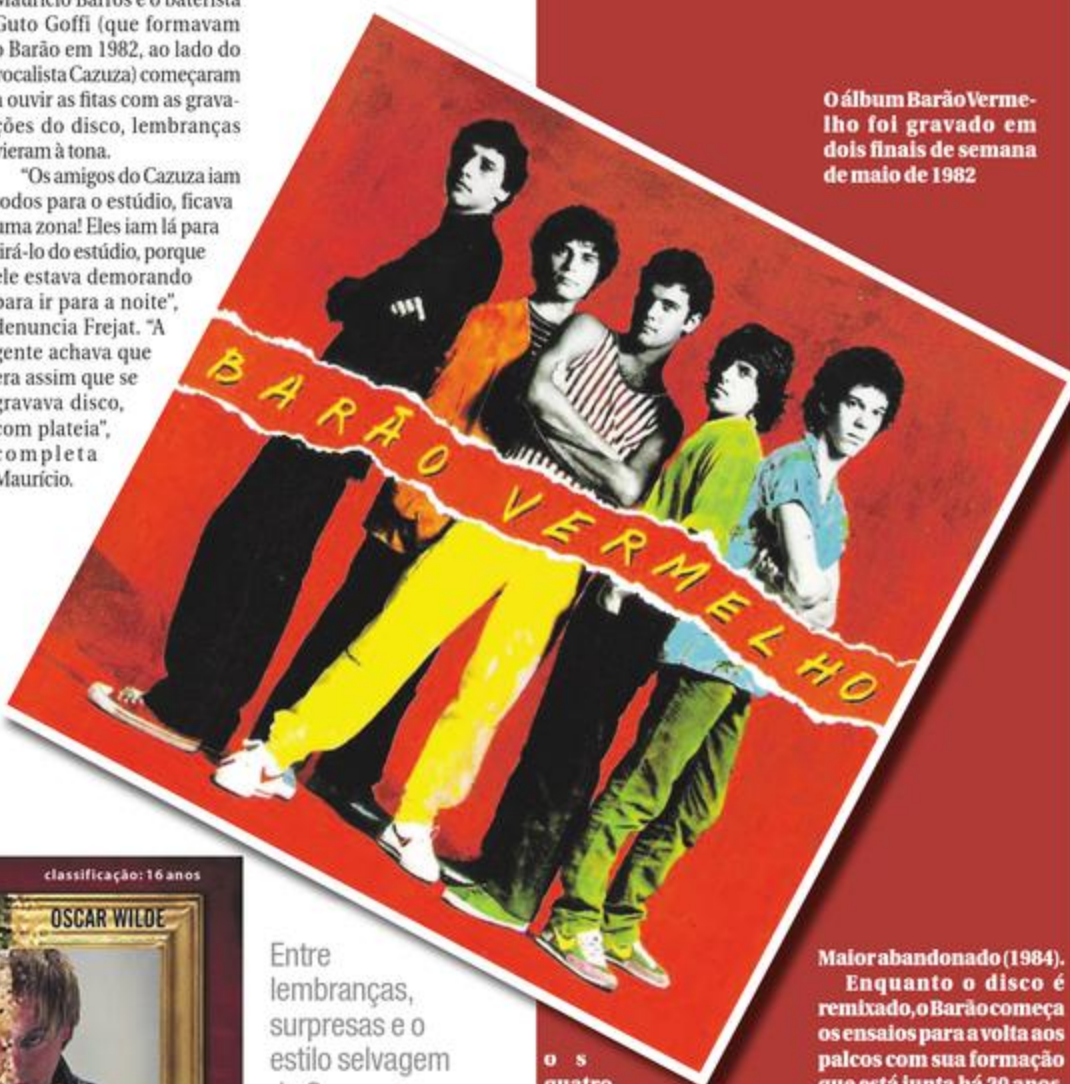 Maurício Barros e o baterista
Guto Goffi (que formavam
o Barão em 1982, ao lado do
vocalista Cazuza) começaram
a ouvir as fitas com as grava-
ções do disco, lembranças
vieram à tona.
"Os amigos do Cazuza iam
todos para o estúdio, ficava
uma zona! Eles iam lá para
tirá-lo do estúdio, porque
ele estava demorando
para ir para a noite",
denuncia Frejat. "A
gente achava que
era assim que se
gravava disco,
com plateia",
completa
Maurício.
O álbum Barão Verme-
lho foi gravado em
dois finais de semana
de maio de 1982
BARÃO VERMELHO
classificação: 16 anos
OSCAR WILDE
Entre
lembranças,
surpresas e o
estilo selvagem
os
quatro
Maior abandonado (1984).
Enquanto o disco é
remixado, o Barão começa
os ensaios para a volta aos
palcos com sua formação